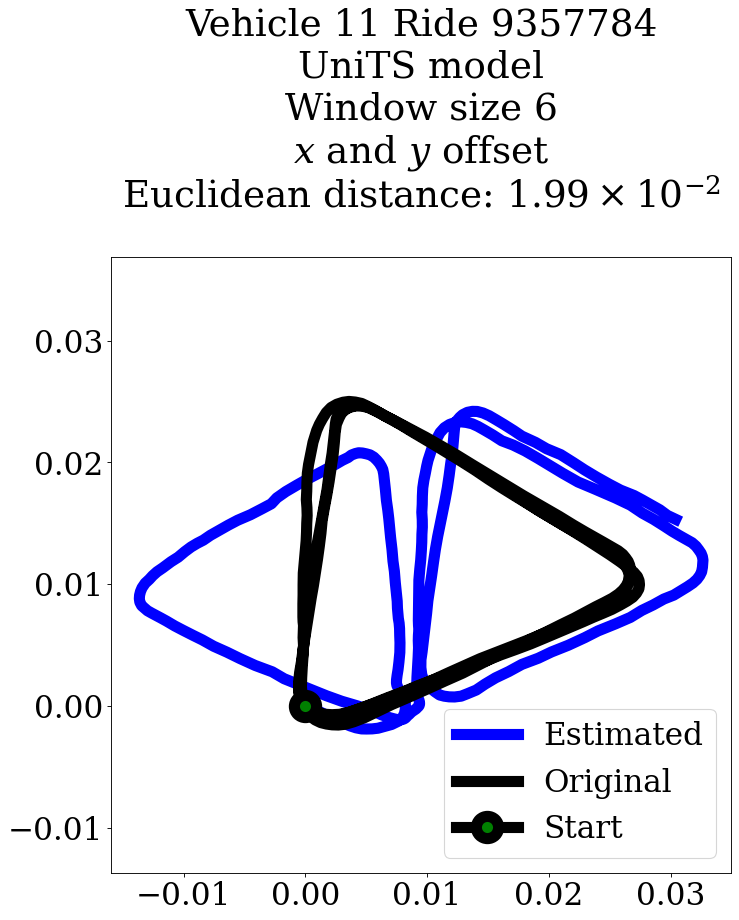 Vehicle 11 Ride 9357784
UniTS model
Window size 6
x and y offset
Euclidean distance: 1.99 × 10⁻²
0.03
0.02
0.01
0.00
−0.01
Estimated
Original
Start
−0.01 0.00 0.01 0.02 0.03